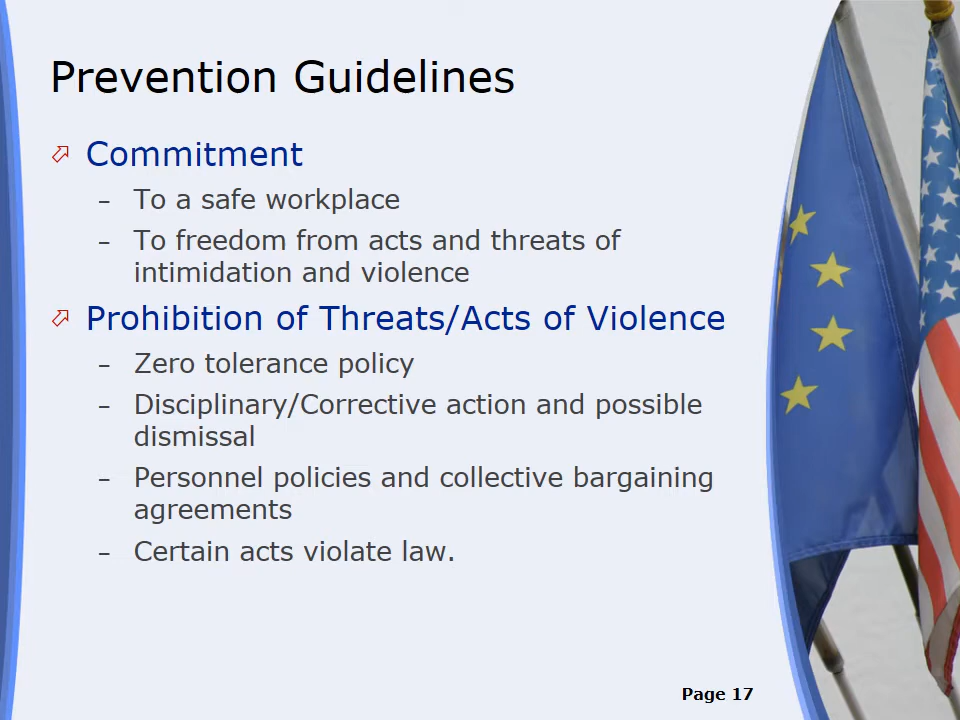 Prevention Guidelines
Commitment
– To a safe workplace
– To freedom from acts and threats of
intimidation and violence
Prohibition of Threats/Acts of Violence
– Zero tolerance policy
– Disciplinary/Corrective action and possible
dismissal
– Personnel policies and collective bargaining
agreements
– Certain acts violate law.
Page 17